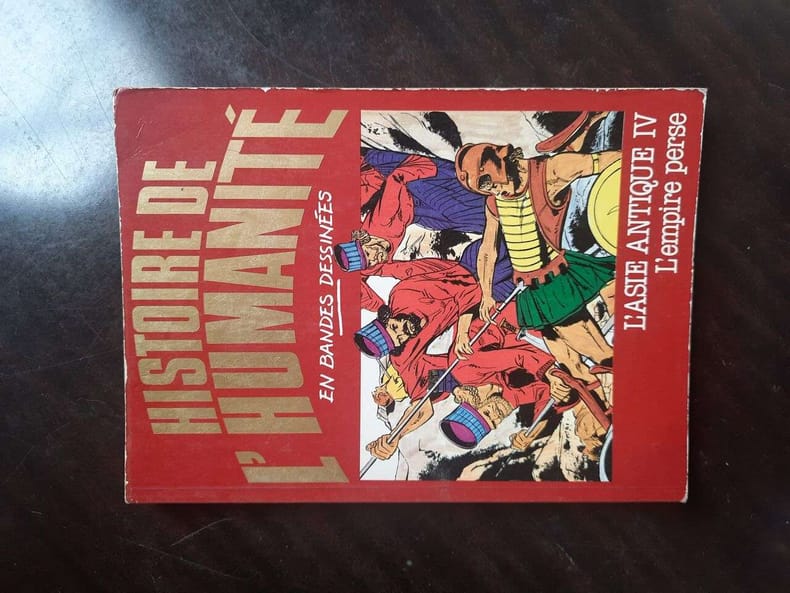 HISTOIRE DE
L'HUMANITÉ
EN BANDES DESSINÉES
L'ASIE ANTIQUE IV
L'empire perse